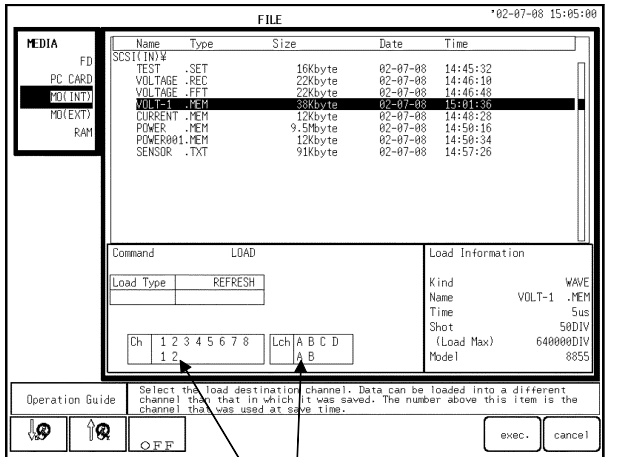 FILE
'02-07-08 15:05:00
MEDIA
FD
PC CARD
MO(INT)
MO(EXT)
RAM
Name Type Size Date Time
SCSI(IN)¥
TEST .SET 16Kbyte 02-07-08 14:45:32
VOLTAGE .REC 22Kbyte 02-07-08 14:46:10
VOLTAGE .FFT 22Kbyte 02-07-08 14:46:48
VOLT-1 .MEM 38Kbyte 02-07-08 15:01:36
CURRENT .MEM 12Kbyte 02-07-08 14:48:28
POWER .MEM 9.5Mbyte 02-07-08 14:50:16
POWER001.MEM 12Kbyte 02-07-08 14:50:34
SENSOR .TXT 91Kbyte 02-07-08 14:57:26
Command LOAD
Load Type REFRESH
Ch 1 2 3 4 5 6 7 8
1 2
Lch A B C D
A B
Load Information
Kind WAVE
Name VOLT-1 .MEM
Time 5us
Shot 50DIV
(Load Max) 640000DIV
Model 8855
Operation Guide
Select the load destination channel. Data can be loaded into a different
channel than that in which it was saved. The number above this item is the
channel that was used at save time.
OFF
exec.
cancel